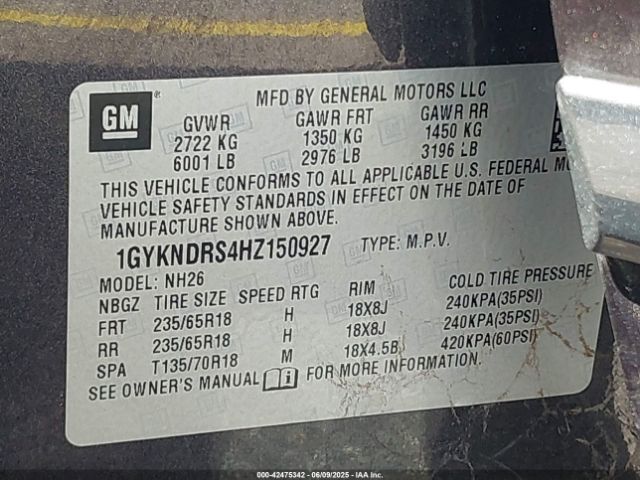 GM
®
MFD BY GENERAL MOTORS LLC
GVWR GAWR FRT GAWR RR
2722 KG 1350 KG 1450 KG
6001 LB 2976 LB 3196 LB
THIS VEHICLE CONFORMS TO ALL APPLICABLE U.S. FEDERAL
VEHICLE SAFETY STANDARDS IN EFFECT ON THE DATE OF
MANUFACTURE SHOWN ABOVE.
1GYKNDRS4HZ150927 TYPE: M.P.V.
MODEL: NH26
NBGZ TIRE SIZE SPEED RTG RIM COLD TIRE PRESSURE
FRT 235/65R18 H 18X8J 240KPA(35PSI)
RR 235/65R18 H 18X8J 240KPA(35PSI)
SPA T135/70R18 M 18X4.5B 420KPA(60PSI)
SEE OWNER'S MANUAL i FOR MORE INFORMATION.
000-42475342 - 06/09/2025 - IAABU